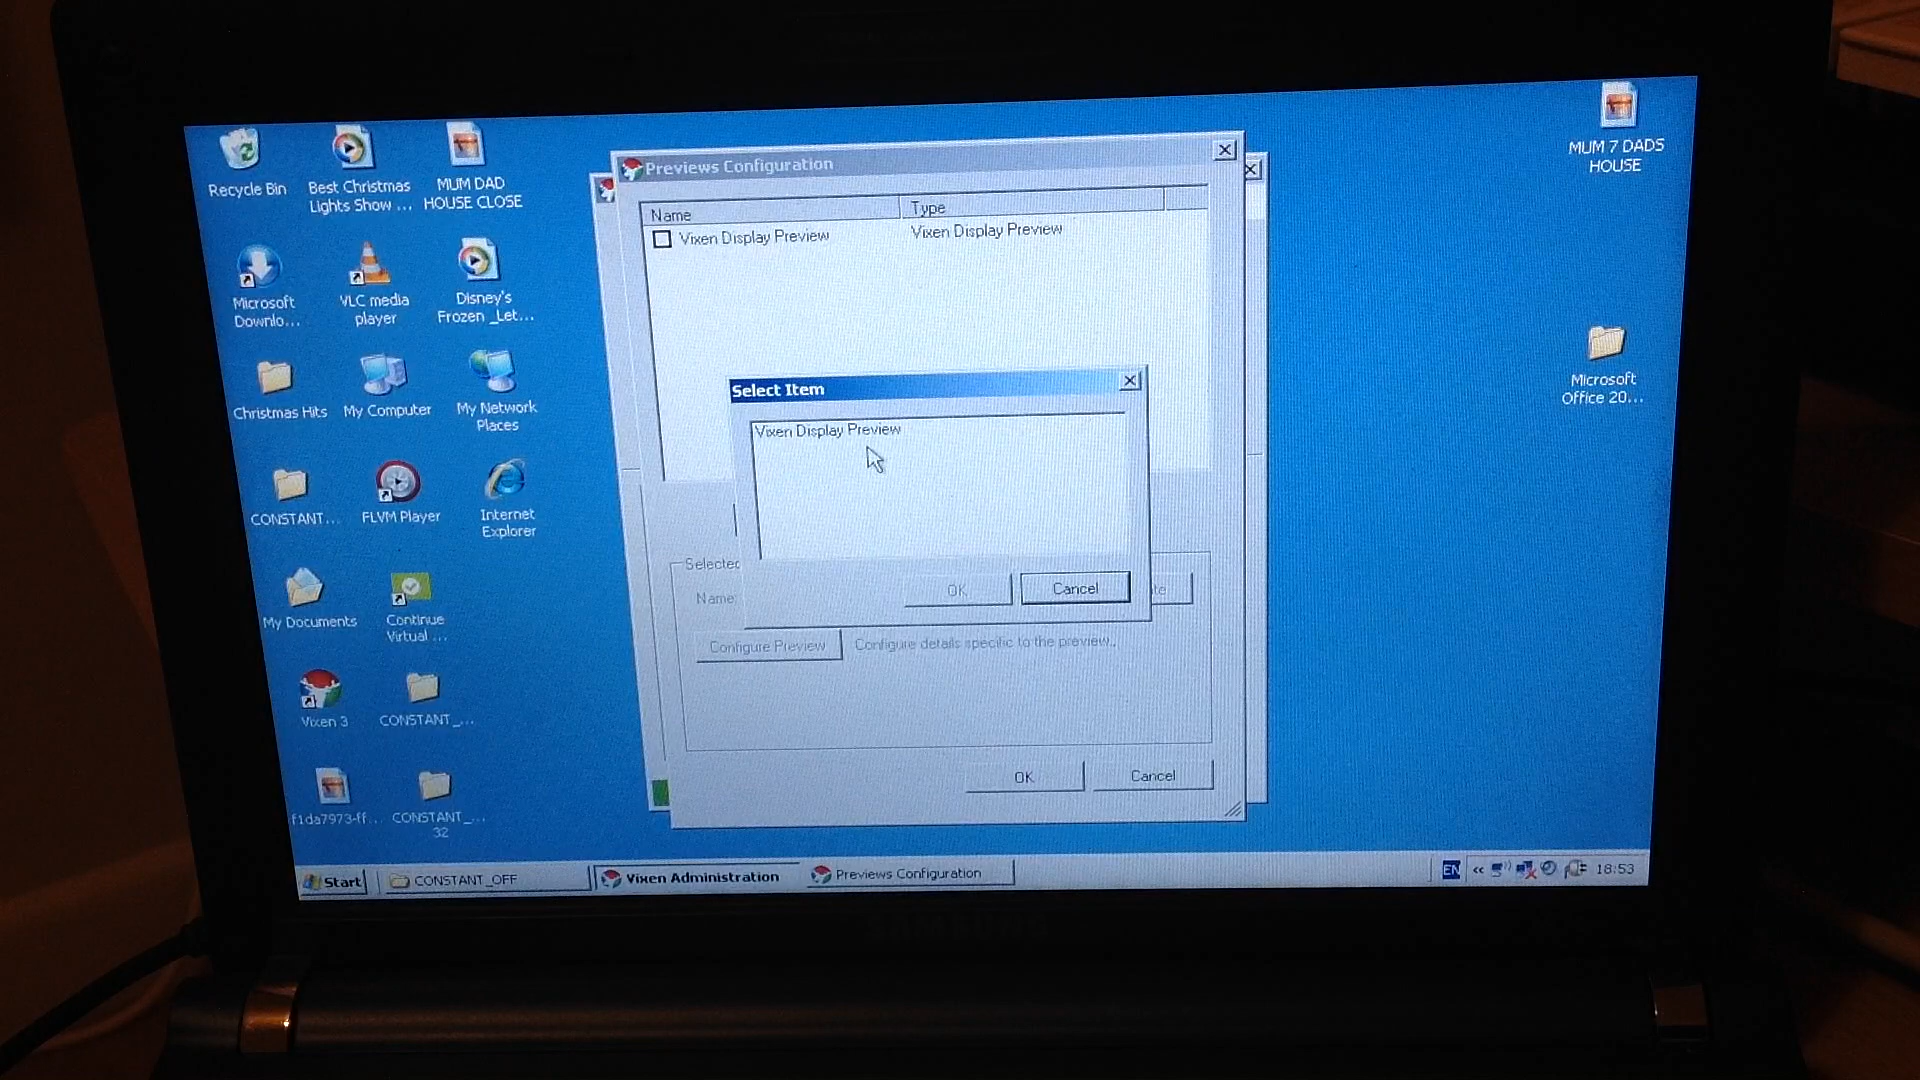 Recycle Bin
Best Christmas
Lights Show ...
MUM DAD
HOUSE CLOSE
Microsoft
Downlo...
VLC media
player
Disney's
Frozen _Let...
Christmas Hits
My Computer
My Network
Places
CONSTANT...
FLVM Player
Internet
Explorer
My Documents
Continue
Virtual ...
Vixen 3
CONSTANT_...
f1da7973-ff...
CONSTANT_...
32
MUM 7 DADS
HOUSE
Microsoft
Office 20...
Previews Configuration
Name
Type
Vixen Display Preview
Vixen Display Preview
Select Item
Vixen Display Preview
OK
Cancel
Selected
Name:
te
Configure Preview
Configure details specific to the preview..
OK
Cancel
Start
CONSTANT_OFF
Vixen Administration
Previews Configuration
EN
«
18:53
SAMSUNG